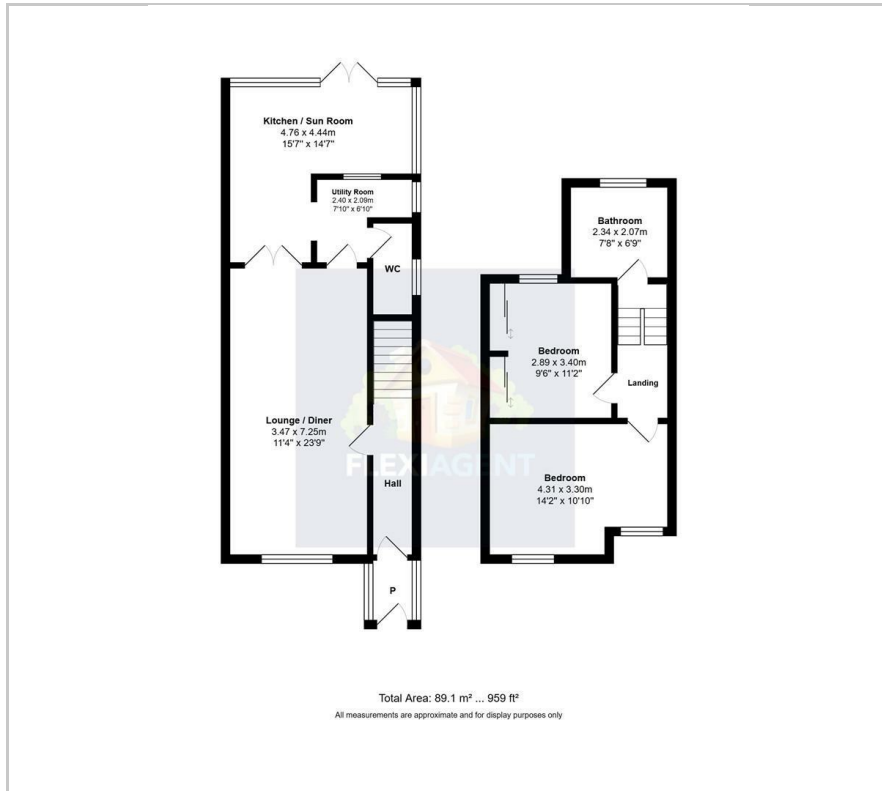 Kitchen / Sun Room
4.76 x 4.44m
15'7" x 14'7"
Utility Room
2.40 x 2.09m
7'10" x 6'10"
WC
Bathroom
2.34 x 2.07m
7'8" x 6'9"
Bedroom
2.89 x 3.40m
9'6" x 11'2"
Landing
Lounge / Diner
3.47 x 7.25m
11'4" x 23'9"
Hall
FLEXIAGENT
Bedroom
4.31 x 3.30m
14'2" x 10'10"
P
Total Area: 89.1 m² ... 959 ft²
All measurements are approximate and for display purposes only